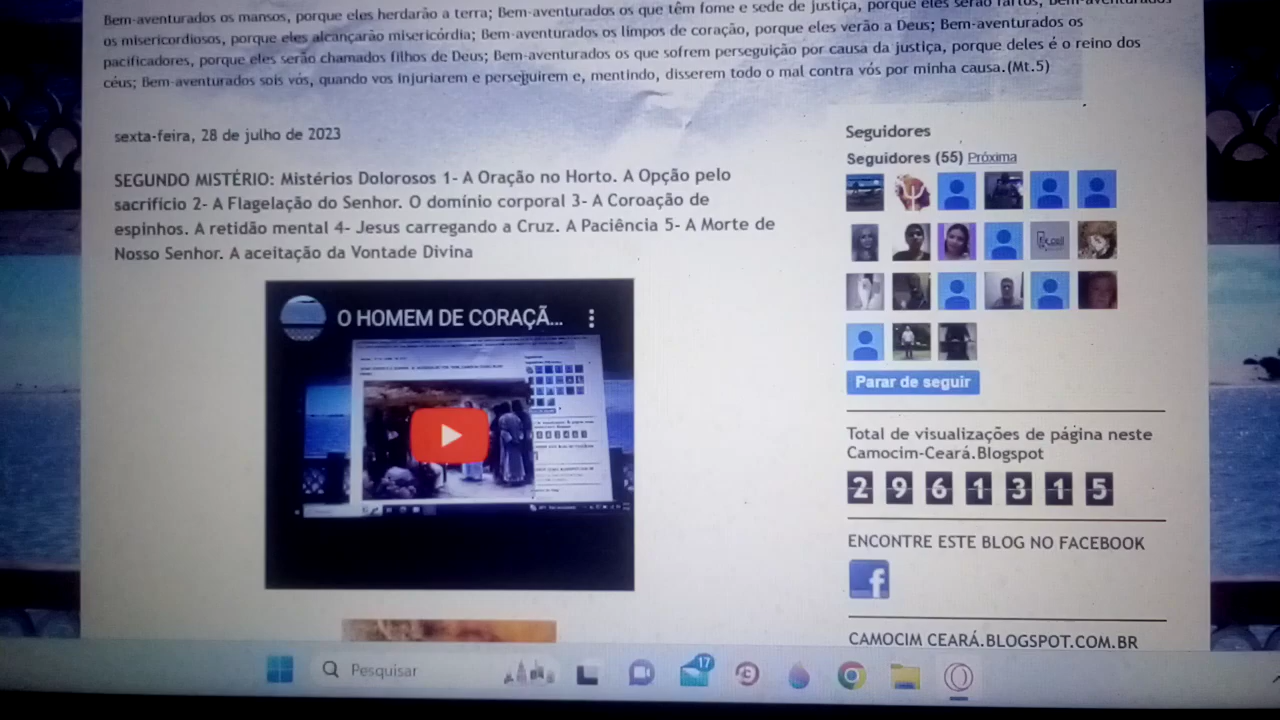 Bem-aventurados os mansos, porque eles herdarão a terra; Bem-aventurados os que têm fome e sede de justiça, porque eles serão fartos; Bem-aventurados
os misericordiosos, porque eles alcançarão misericórdia; Bem-aventurados os limpos de coração, porque eles verão a Deus; Bem-aventurados os
pacificadores, porque eles serão chamados filhos de Deus; Bem-aventurados os que sofrem perseguição por causa da justiça, porque deles é o reino dos
céus; Bem-aventurados sois vós, quando vos injuriarem e perseguirem e, mentindo, disserem todo o mal contra vós por minha causa.(Mt.5)
sexta-feira, 28 de julho de 2023
SEGUNDO MISTÉRIO: Mistérios Dolorosos 1- A Oração no Horto. A Opção pelo
sacrifício 2- A Flagelação do Senhor. O domínio corporal 3- A Coroação de
espinhos. A retidão mental 4- Jesus carregando a Cruz. A Paciência 5- A Morte de
Nosso Senhor. A aceitação da Vontade Divina
O HOMEM DE CORAÇÃ...
Seguidores
Seguidores (55) Próxima
Parar de seguir
Total de visualizações de página neste
Camocim-Ceará.Blogspot
2961315
ENCONTRE ESTE BLOG NO FACEBOOK
f
CAMOCIM CEARÁ.BLOGSPOT.COM.BR
Pesquisar
17